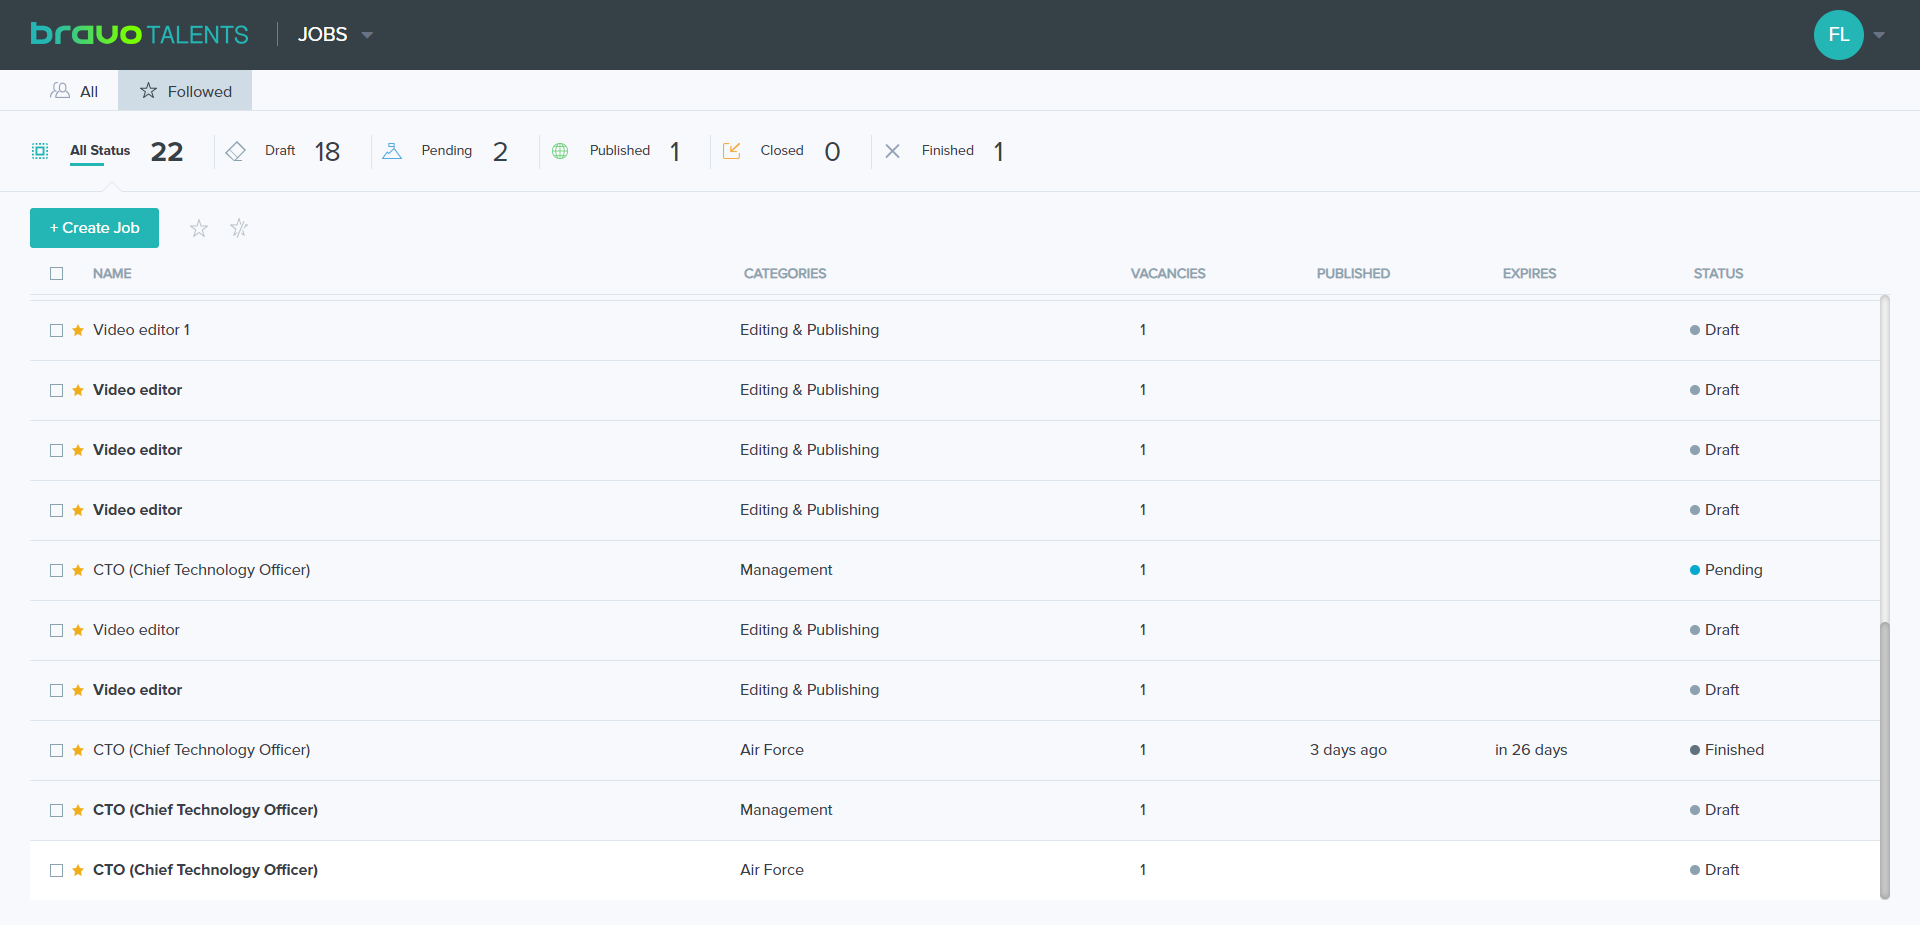 bravo TALENTS JOBS FL
All Followed
All Status 22 Draft 18 Pending 2 Published 1 Closed 0 Finished 1
+ Create Job
NAME CATEGORIES VACANCIES PUBLISHED EXPIRES STATUS
Video editor 1 Editing & Publishing 1 Draft
Video editor Editing & Publishing 1 Draft
Video editor Editing & Publishing 1 Draft
Video editor Editing & Publishing 1 Draft
CTO (Chief Technology Officer) Management 1 Pending
Video editor Editing & Publishing 1 Draft
Video editor Editing & Publishing 1 Draft
CTO (Chief Technology Officer) Air Force 1 3 days ago in 26 days Finished
CTO (Chief Technology Officer) Management 1 Draft
CTO (Chief Technology Officer) Air Force 1 Draft